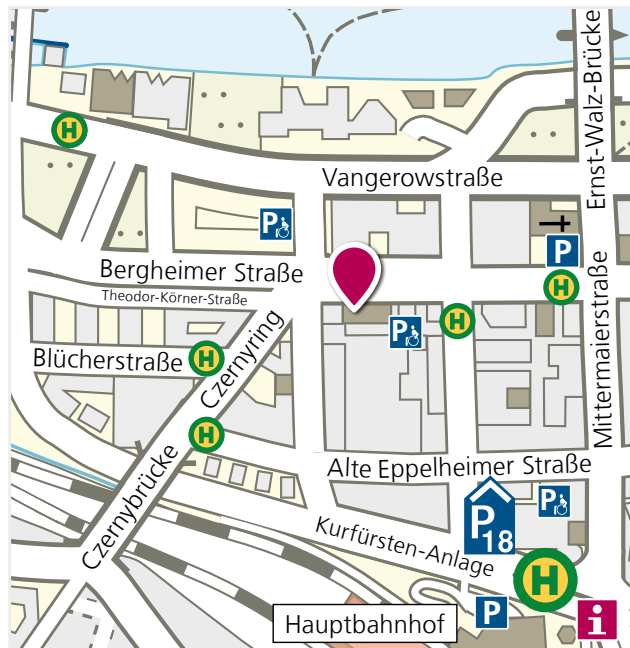 Ernst-Walz-Brücke
H
Vangerowstraße
P
P
Bergheimer Straße
H
Theodor-Körner-Straße
Mittermaierstraße
H
P
Czernyring
H
Blücherstraße
H
Czernybrücke
Alte Eppelheimer Straße
P
18
P
Kurfürsten-Anlage
H
P
i
Hauptbahnhof